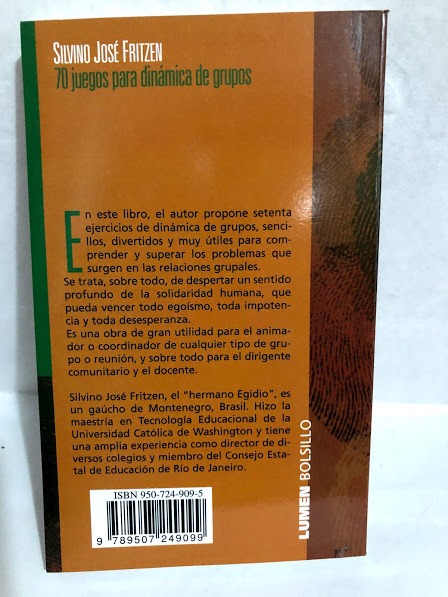 SILVINO JOSÉ FRITZEN
70 juegos para dinámica de grupos
En este libro, el autor propone setenta
ejercicios de dinámica de grupos, senci-
llos, divertidos y muy útiles para com-
prender y superar los problemas que
surgen en las relaciones grupales.
Se trata, sobre todo, de despertar un sentido
profundo de la solidaridad humana, que
pueda vencer todo egoísmo, toda impoten-
cia y toda desesperanza.
Es una obra de gran utilidad para el anima-
dor o coordinador de cualquier tipo de gru-
po o reunión, y sobre todo para el dirigente
comunitario y el docente.
Silvino José Fritzen, el "hermano Egidio", es
un gaúcho de Montenegro, Brasil. Hizo la
maestría en Tecnología Educacional de la
Universidad Católica de Washington y tiene
una amplia experiencia como director de di-
versos colegios y miembro del Consejo Esta-
tal de Educación de Río de Janeiro.
ISBN 950-724-909-5
9 789507 249099
LUMEN BOLSILLO